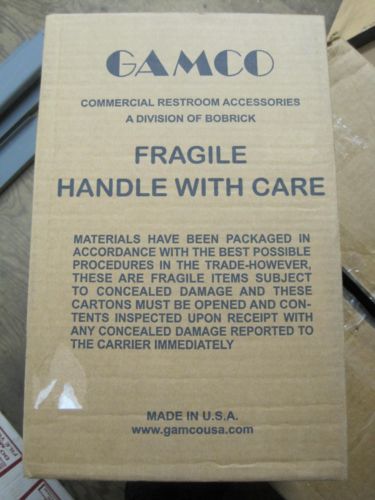 GAMCO
COMMERCIAL RESTROOM ACCESSORIES
A DIVISION OF BOBRICK
FRAGILE
HANDLE WITH CARE
MATERIALS HAVE BEEN PACKAGED IN
ACCORDANCE WITH THE BEST POSSIBLE
PROCEDURES IN THE TRADE-HOWEVER,
THESE ARE FRAGILE ITEMS SUBJECT
TO CONCEALED DAMAGE AND THESE
CARTONS MUST BE OPENED AND CON-
TENTS INSPECTED UPON RECEIPT WITH
ANY CONCEALED DAMAGE REPORTED TO
THE CARRIER IMMEDIATELY
MADE IN U.S.A.
www.gamcousa.com